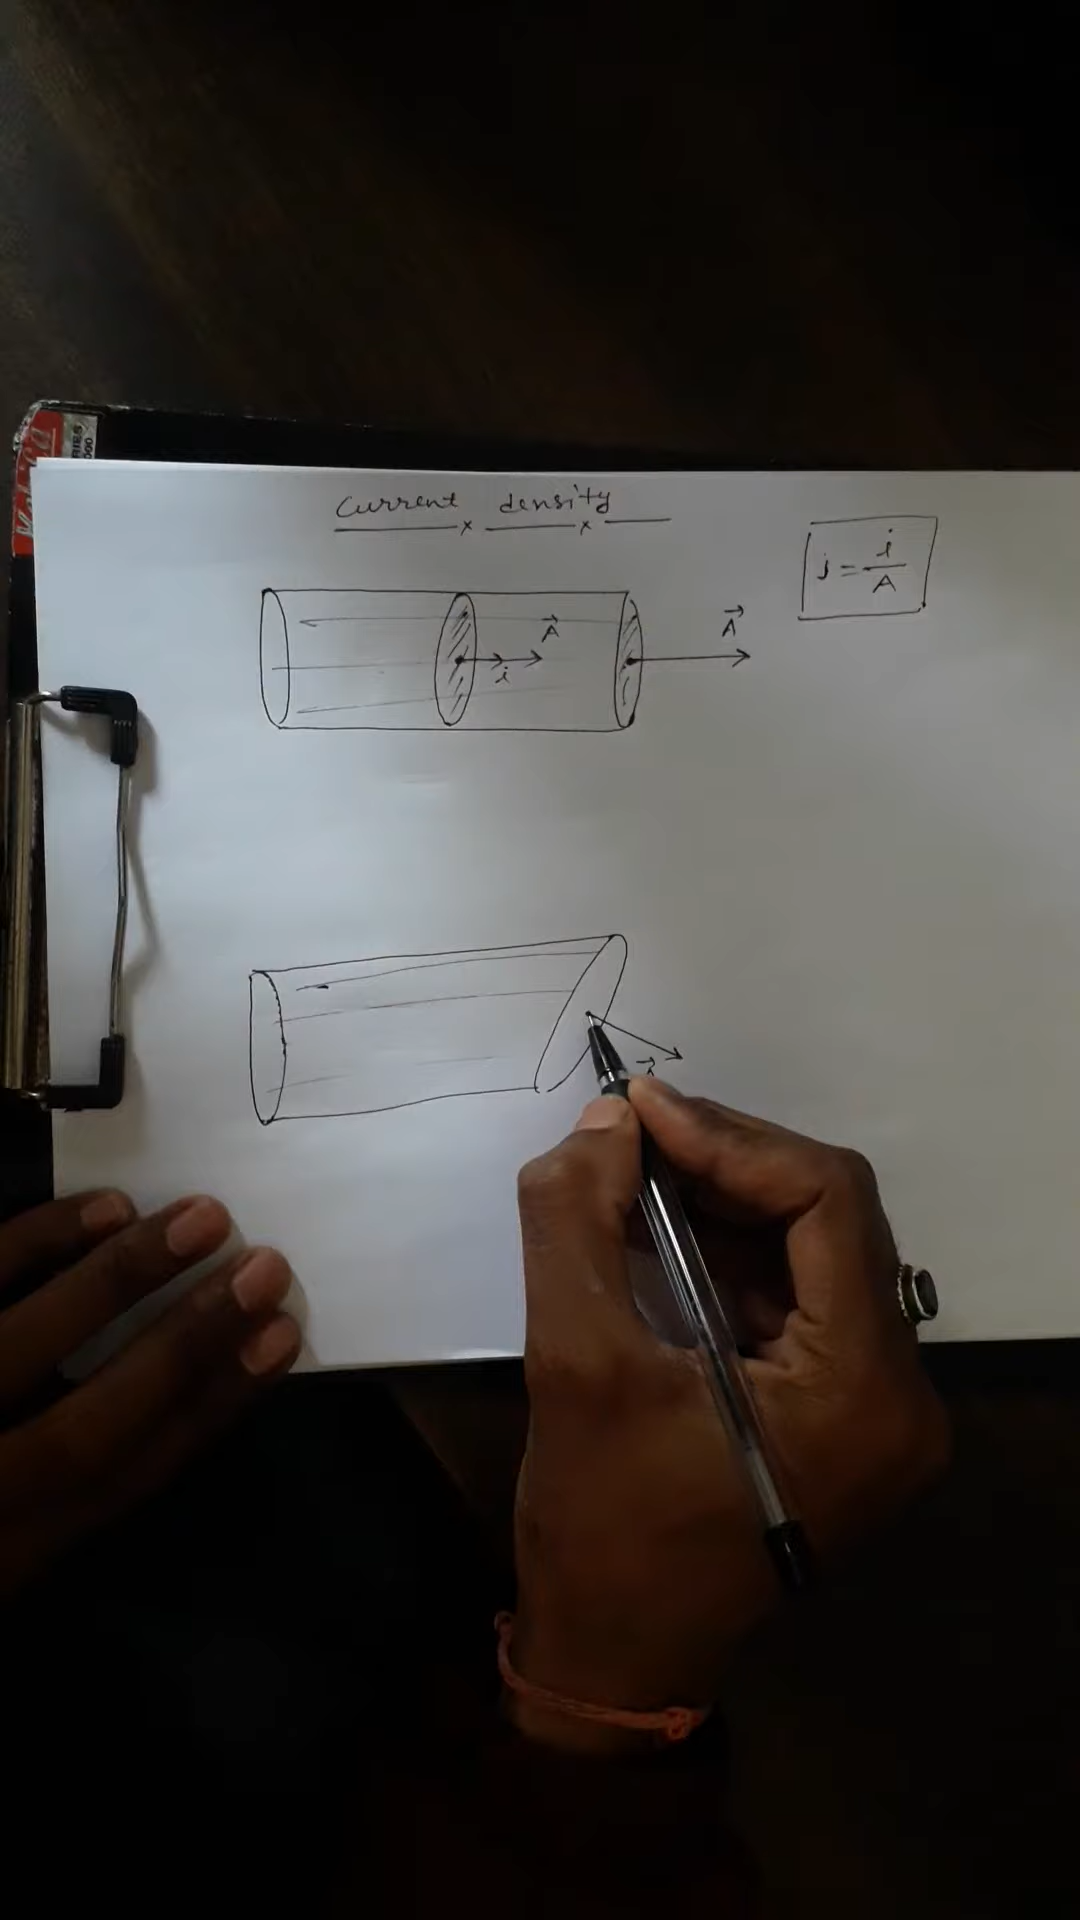 Current density
j = i/A
A⃗
A⃗
i
A⃗